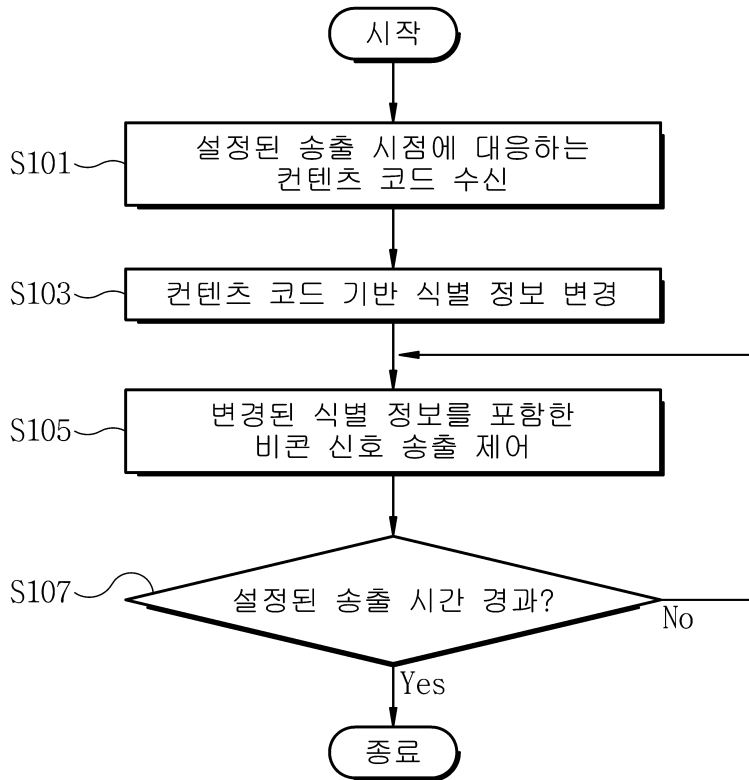 시작
S101
설정된 송출 시점에 대응하는
컨텐츠 코드 수신
S103
컨텐츠 코드 기반 식별 정보 변경
S105
변경된 식별 정보를 포함한
비콘 신호 송출 제어
S107
설정된 송출 시간 경과?
No
Yes
종료